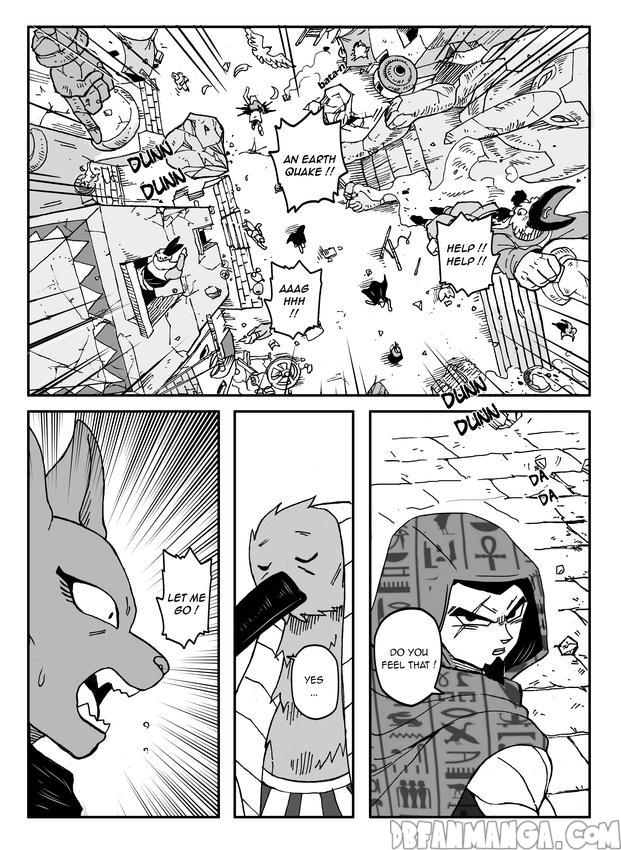 bata-n
DUNN
DUNN
AN EARTH
QUAKE !!
HELP !!
HELP !!
AAAG
HHH
!!
DUNN
DUNN
DA
DA
DO YOU
FEEL THAT !
YES
...
LET ME
GO !
DBFANMANGA.COM